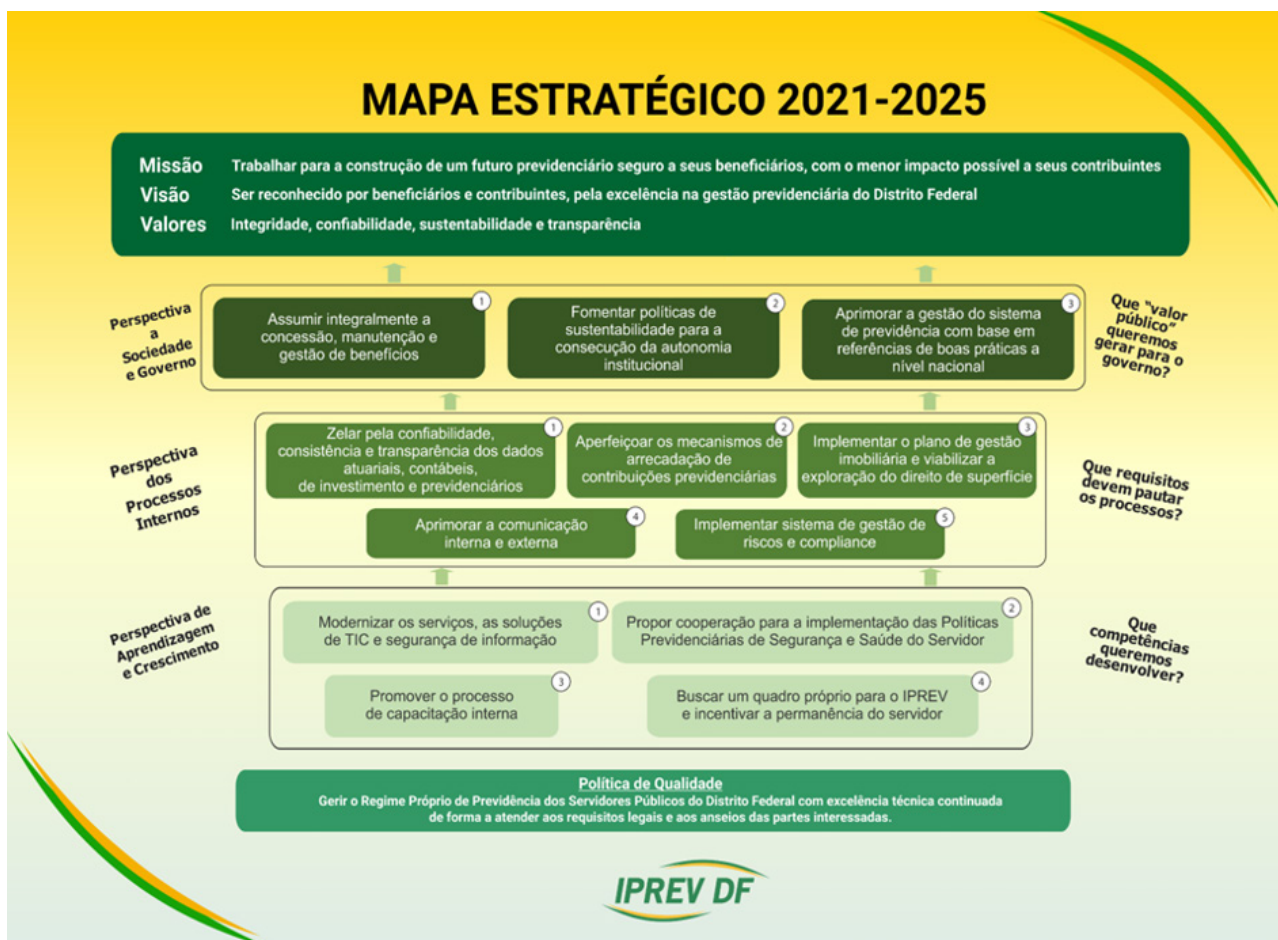 MAPA ESTRATÉGICO 2021-2025
Missão Trabalhar para a construção de um futuro previdenciário seguro a seus beneficiários, com o menor impacto possível a seus contribuintes
Visão Ser reconhecido por beneficiários e contribuintes, pela excelência na gestão previdenciária do Distrito Federal
Valores Integridade, confiabilidade, sustentabilidade e transparência
Perspectiva
a
Sociedade
e Governo
1
Assumir integralmente a
concessão, manutenção e
gestão de benefícios
2
Fomentar políticas de
sustentabilidade para a
consecução da autonomia
institucional
3
Aprimorar a gestão do sistema
de previdência com base em
referências de boas práticas a
nível nacional
Que "valor
público"
queremos
gerar para o
governo?
Perspectiva
dos
Processos
Internos
1
Zelar pela confiabilidade,
consistência e transparência dos dados
atuariais, contábeis,
de investimento e previdenciários
2
Aperfeiçoar os mecanismos de
arrecadação de
contribuições previdenciárias
3
Implementar o plano de gestão
imobiliária e viabilizar a
exploração do direito de superfície
4
Aprimorar a comunicação
interna e externa
5
Implementar sistema de gestão de
riscos e compliance
Que requisitos
devem pautar
os processos?
Perspectiva de
Aprendizagem
e Crescimento
1
Modernizar os serviços, as soluções
de TIC e segurança de informação
2
Propor cooperação para a implementação das Políticas
Previdenciárias de Segurança e Saúde do Servidor
3
Promover o processo
de capacitação interna
4
Buscar um quadro próprio para o IPREV
e incentivar a permanência do servidor
Que
competências
queremos
desenvolver?
Política de Qualidade
Gerir o Regime Próprio de Previdência dos Servidores Públicos do Distrito Federal com excelência técnica continuada
de forma a atender aos requisitos legais e aos anseios das partes interessadas.
IPREV DF